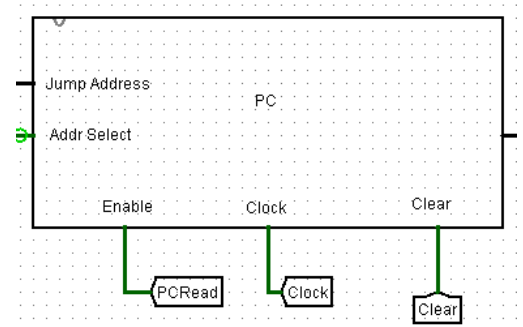 Jump Address
PC
Addr Select
Enable
Clock
Clear
PCRead
Clock
Clear